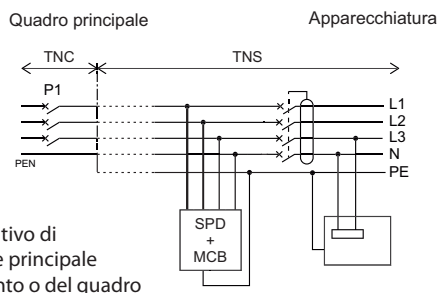 Quadro principale
Apparecchiatura
TNC
TNS
P1
L1
L2
L3
N
PEN
PE
SPD
+
MCB
tivo di
e principale
nto o del quadro